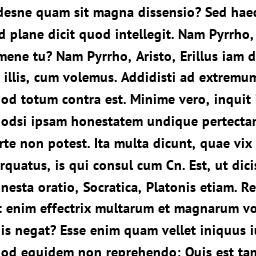 desne quam sit magna dissensio? Sed haec
d plane dicit quod intellegit. Nam Pyrrho,
mene tu? Nam Pyrrho, Aristo, Erillus iam d
illis, cum volemus. Addidisti ad extremum
od totum contra est. Minime vero, inquit
odsi ipsam honestatem undique pertectar
rte non potest. Ita multa dicunt, quae vix
rquatus, is qui consul cum Cn. Est, ut dicis
nesta oratio, Socratica, Platonis etiam. Re
t enim effectrix multarum et magnarum vo
is negat? Esse enim quam vellet iniquus iu
od equidem non reprehendo; Quis est tan